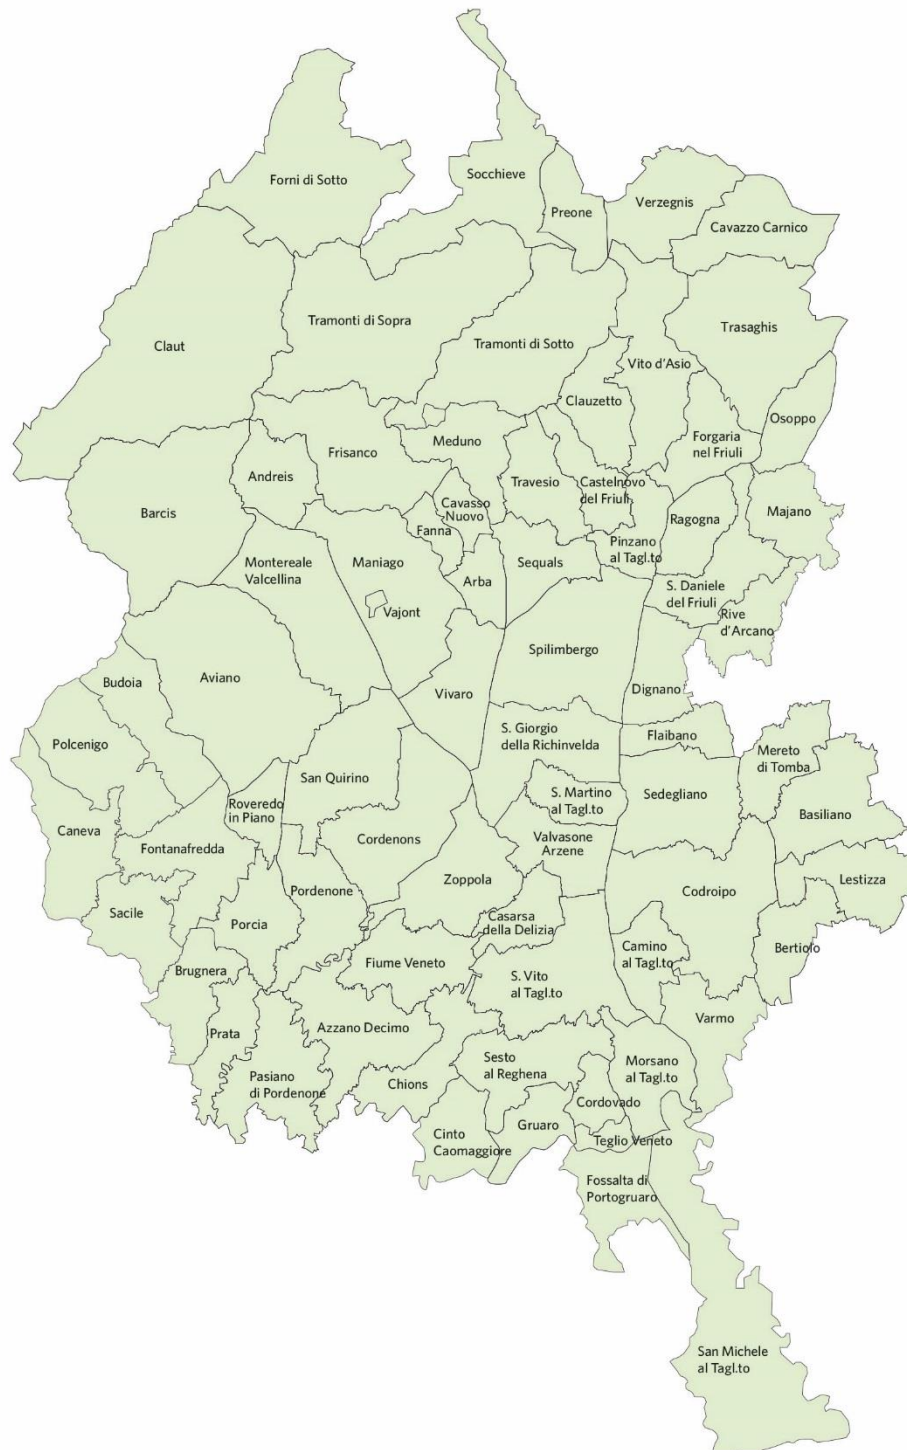 Forni di Sotto
Socchieve
Preone
Verzegnis
Cavazzo Carnico
Claut
Tramonti di Sopra
Tramonti di Sotto
Trasaghis
Vito d'Asio
Clauzetto
Osoppo
Forgaria
nel Friuli
Meduno
Frisanco
Andreis
Travesio
Castelnovo
del Friuli
Barcis
Cavasso
Nuovo
Fanna
Ragogna
Majano
Pinzano
al Tagl.to
Montereale
Valcellina
Maniago
Sequals
Arba
Vajont
S. Daniele
del Friuli
Rive
d'Arcano
Spilimbergo
Aviano
Budoia
Vivaro
Dignano
S. Giorgio
della Richinvelda
Flaibano
Polcenigo
Mereto
di Tomba
San Quirino
S. Martino
al Tagl.to
Sedegliano
Roveredo
in Piano
Basiliano
Caneva
Fontanafredda
Cordenons
Valvasone
Arzene
Zoppola
Codroipo
Lestizza
Pordenone
Sacile
Porcia
Casarsa
della Delizia
Camino
al Tagl.to
Bertiolo
Brugnera
Fiume Veneto
S. Vito
al Tagl.to
Varmo
Prata
Azzano Decimo
Pasiano
di Pordenone
Chions
Sesto
al Reghena
Morsano
al Tagl.to
Cordovado
Gruaro
Cinto
Caomaggiore
Teglio Veneto
Fossalta di
Portogruaro
San Michele
al Tagl.to